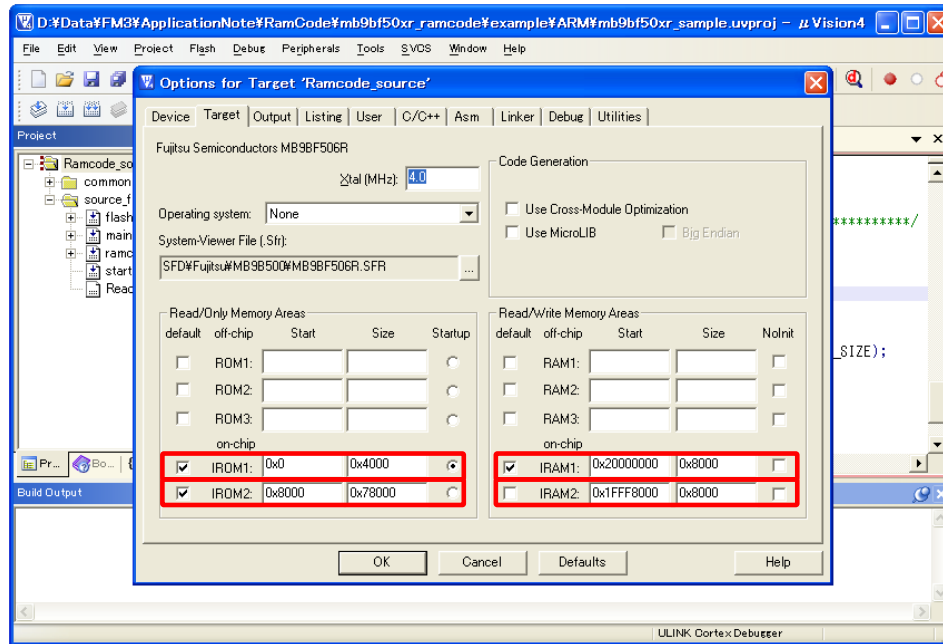 D:¥Data¥FM3¥ApplicationNote¥RamCode¥mb9bf50xr_ramcode¥example¥ARM¥mb9bf50xr_sample.uvproj - µVision4
File Edit View Project Flash Debug Peripherals Tools SVCS Window Help
Options for Target 'Ramcode_source'
Device Target Output Listing User C/C++ Asm Linker Debug Utilities
Project
Ramcode_so
common
source_f
flash
main
ramc
start
Read
Fujitsu Semiconductors MB9BF506R
Xtal (MHz): 4.0
Operating system: None
System-Viewer File (.Sfr):
SFD¥Fujitsu¥MB9B500¥MB9BF506R.SFR ...
Code Generation
Use Cross-Module Optimization
Use MicroLIB Big Endian
**********/
_SIZE);
Read/Only Memory Areas
default off-chip Start Size Startup
ROM1:
ROM2:
ROM3:
on-chip
IROM1: 0x0 0x4000
IROM2: 0x8000 0x78000
Read/Write Memory Areas
default off-chip Start Size NoInit
RAM1:
RAM2:
RAM3:
on-chip
IRAM1: 0x20000000 0x8000
IRAM2: 0x1FFF8000 0x8000
Pr... Bo... {
Build Output
OK Cancel Defaults Help
ULINK Cortex Debugger